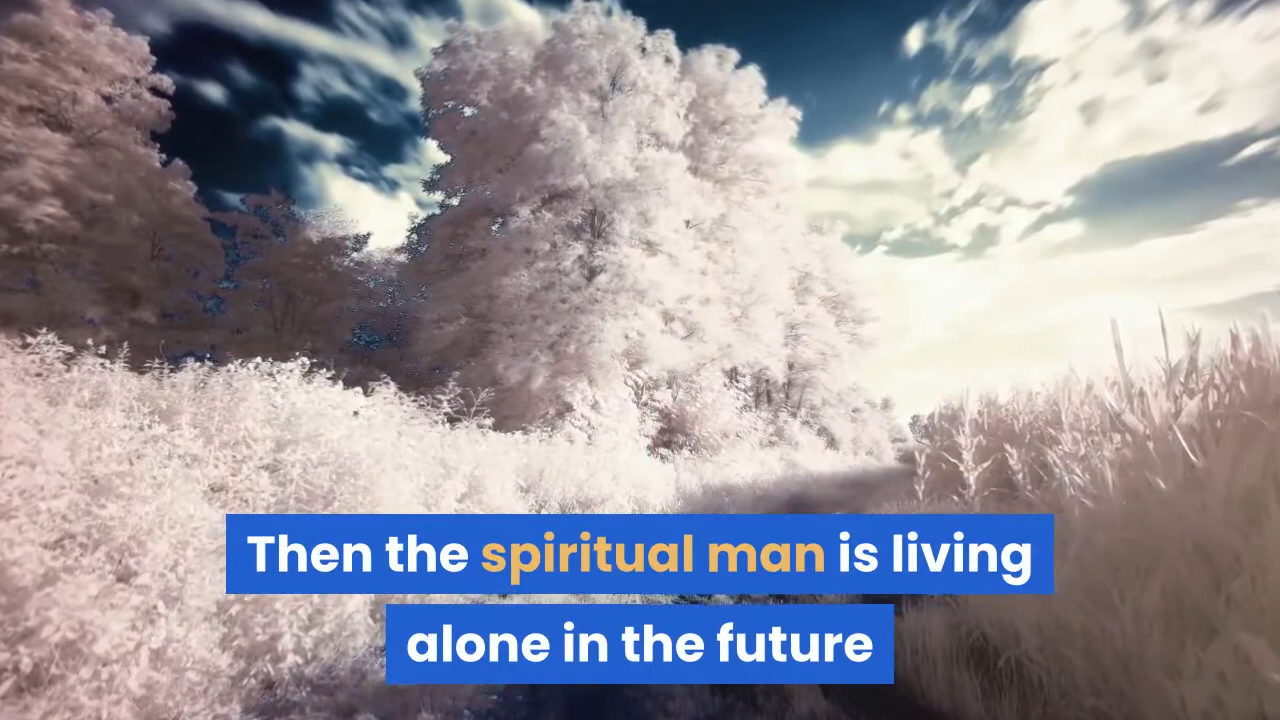 Then the spiritual man is living
alone in the future